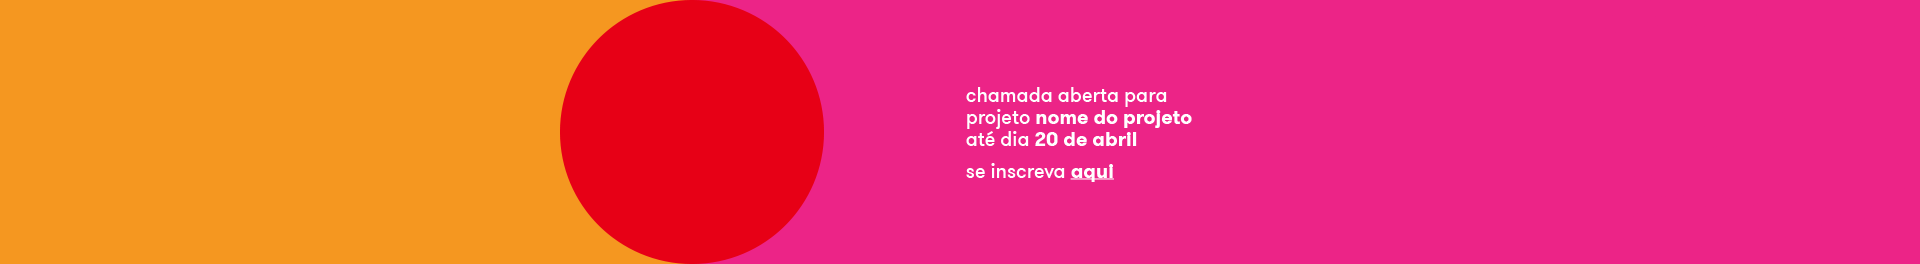 chamada aberta para
projeto nome do projeto
até dia 20 de abril
se inscreva aqui